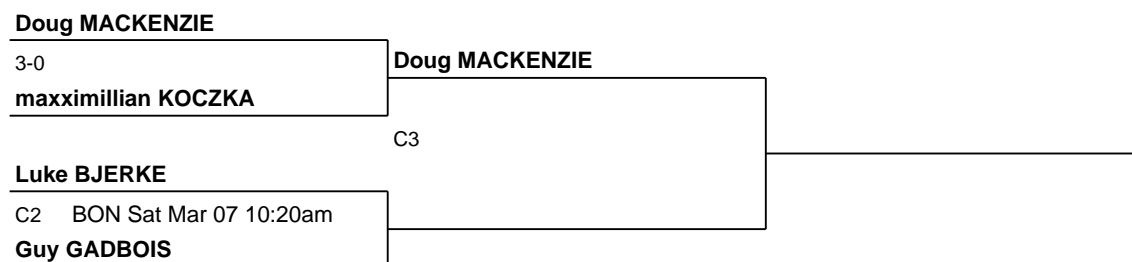 Doug MACKENZIE
3-0
Doug MACKENZIE
maxximillian KOCZKA
C3
Luke BJERKE
C2 BON Sat Mar 07 10:20am
Guy GADBOIS